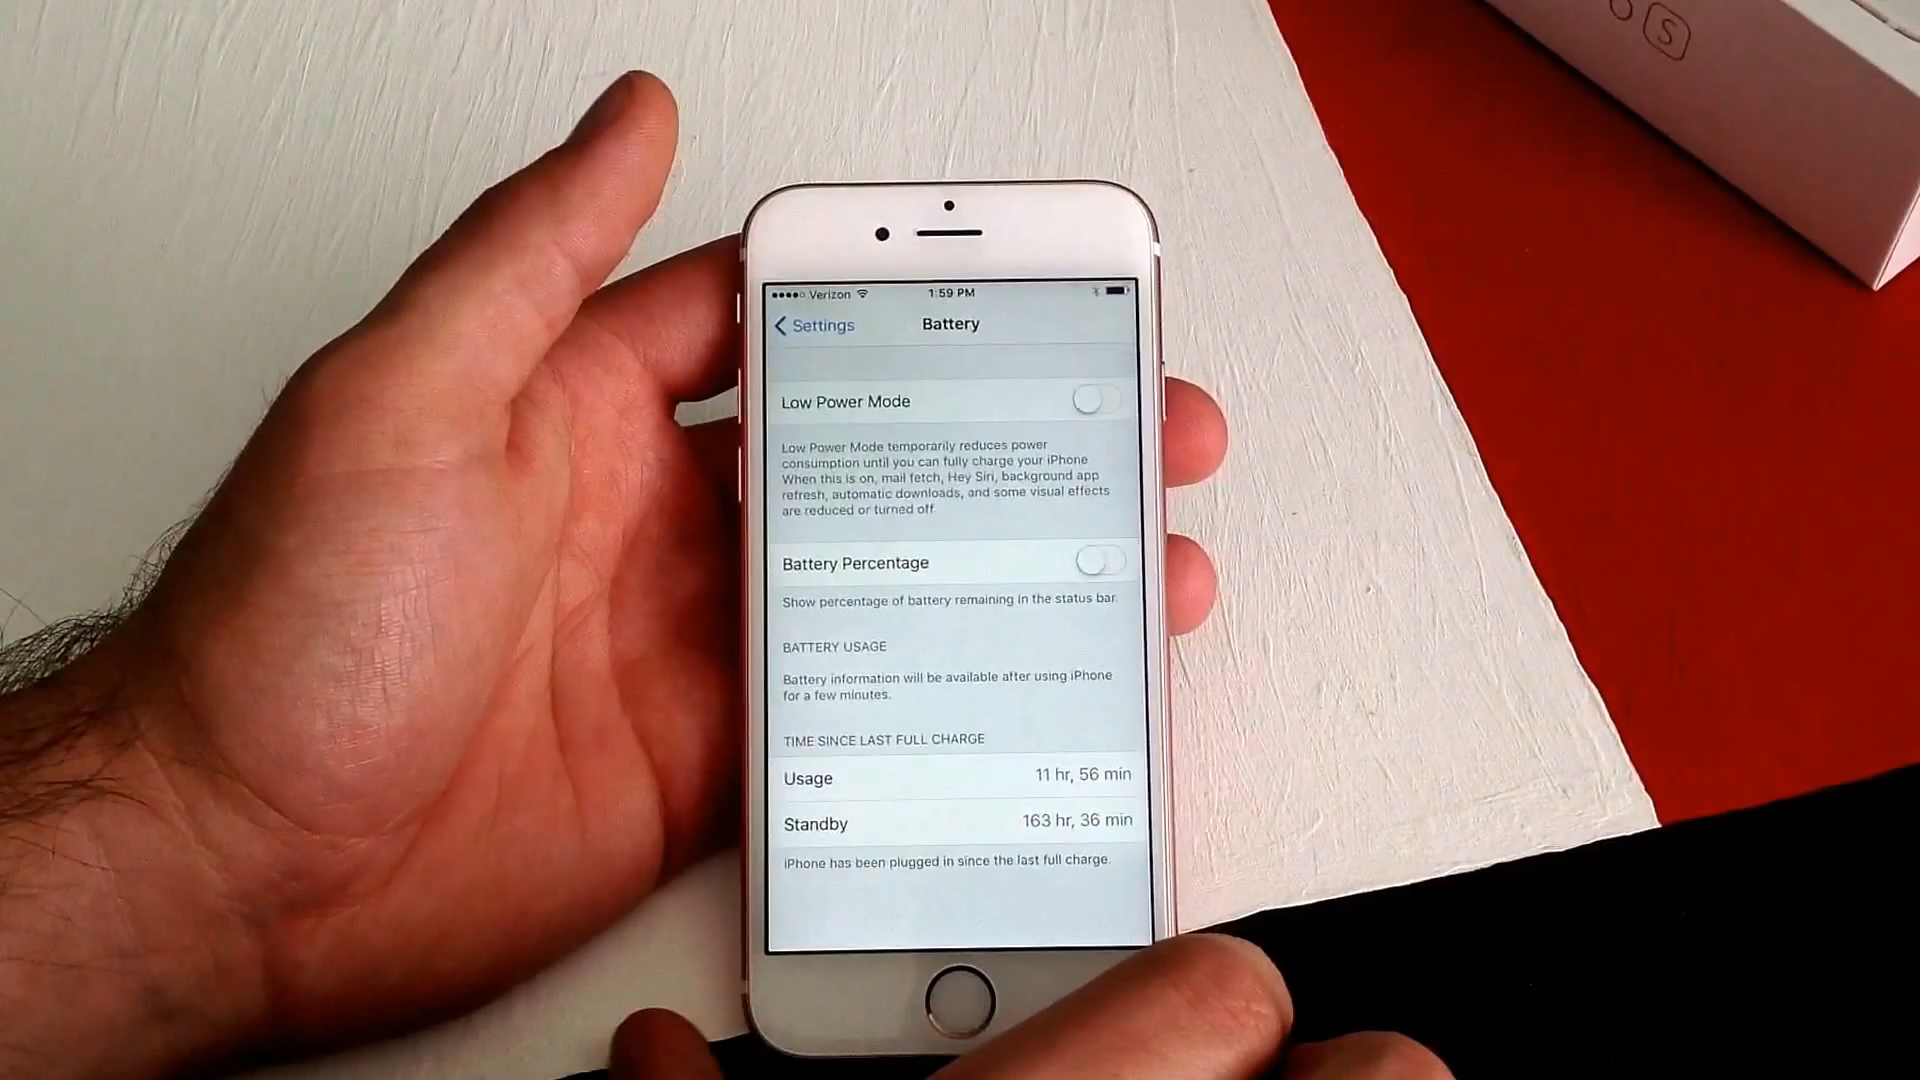 S
Verizon 1:59 PM
Settings Battery
Low Power Mode
Low Power Mode temporarily reduces power
consumption until you can fully charge your iPhone
When this is on, mail fetch, Hey Siri, background app
refresh, automatic downloads, and some visual effects
are reduced or turned off
Battery Percentage
Show percentage of battery remaining in the status bar.
BATTERY USAGE
Battery information will be available after using iPhone
for a few minutes.
TIME SINCE LAST FULL CHARGE
Usage 11 hr, 56 min
Standby 163 hr, 36 min
iPhone has been plugged in since the last full charge.